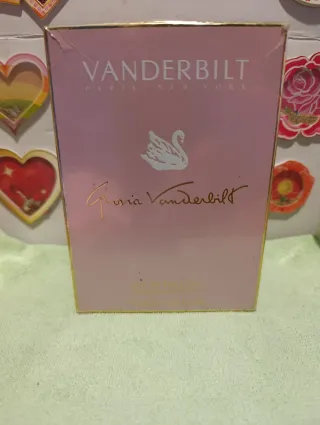 VANDERBILT
PARIS · NEW YORK
Gloria Vanderbilt